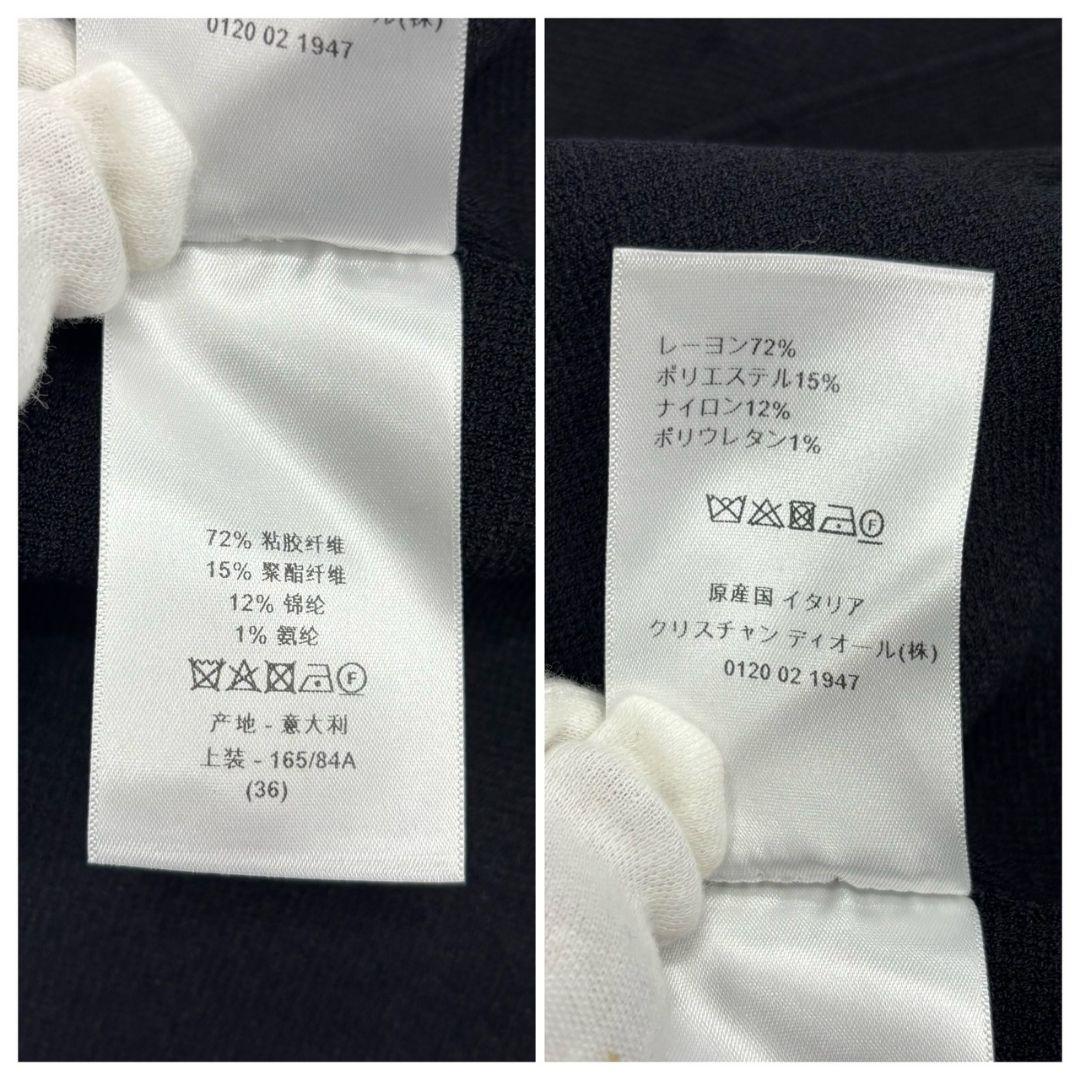 ール(株)
0120 02 1947
72% 粘胶纤维
15% 聚酯纤维
12% 锦纶
1% 氨纶
F
产地 - 意大利
上装 - 165/84A
(36)
レーヨン72%
ポリエステル15%
ナイロン12%
ポリウレタン1%
F
原産国 イタリア
クリスチャン ディオール(株)
0120 02 1947